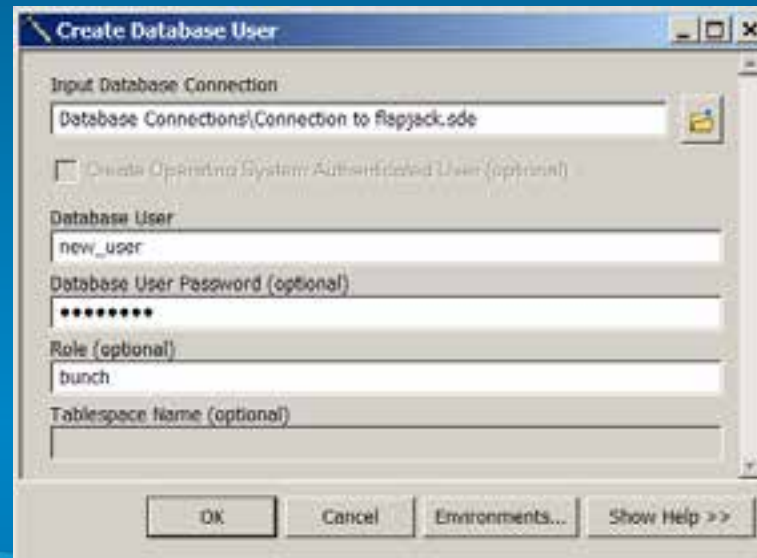 Create Database User
Input Database Connection
Database Connections\Connection to flapjack.sde
Create Operating System Authenticated User (optional)
Database User
new_user
Database User Password (optional)
••••••••
Role (optional)
bunch
Tablespace Name (optional)
OK
Cancel
Environments...
Show Help >>